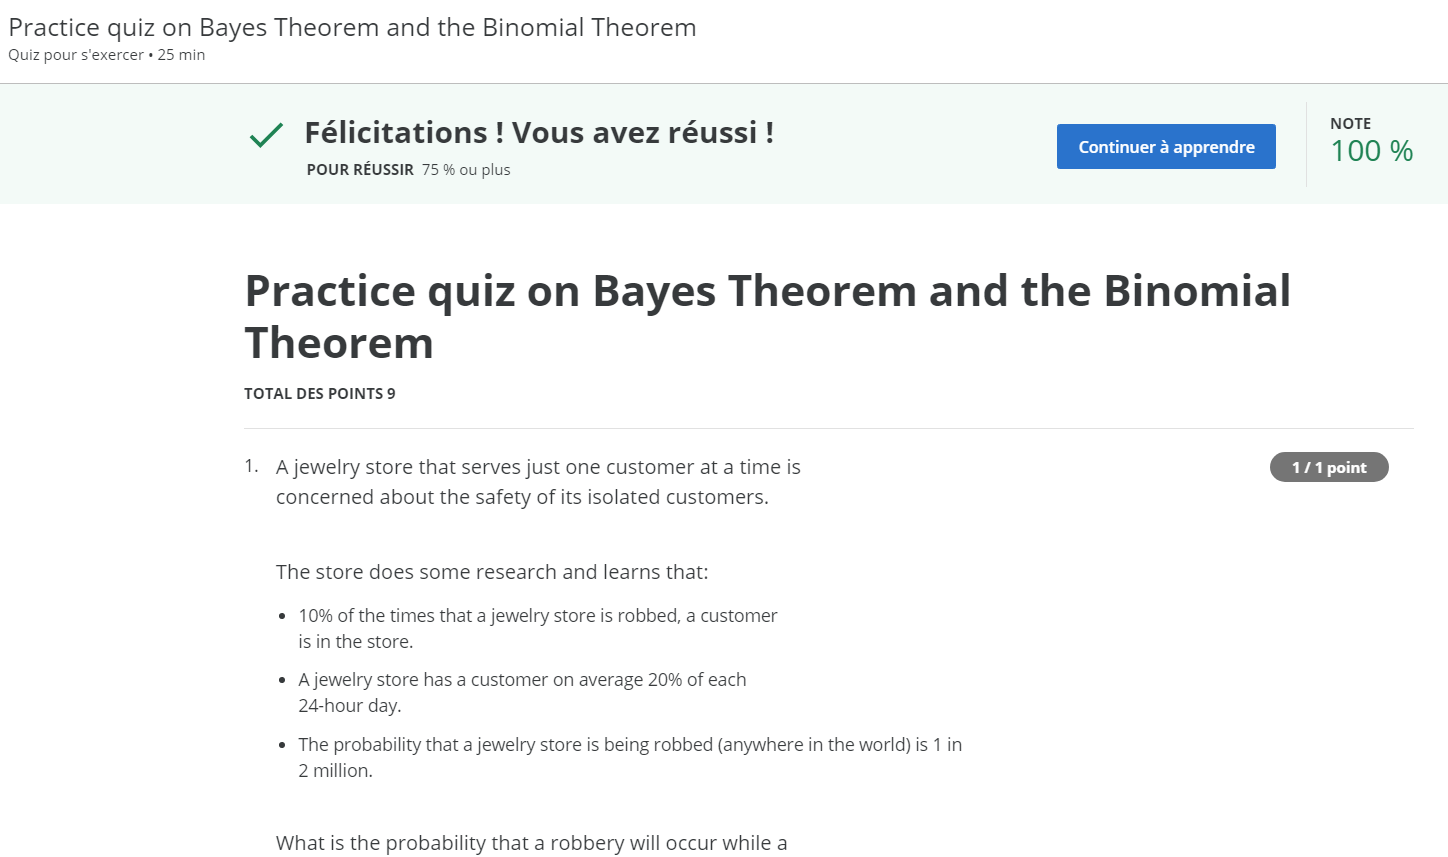 Practice quiz on Bayes Theorem and the Binomial Theorem
Quiz pour s'exercer • 25 min
Félicitations ! Vous avez réussi !
POUR RÉUSSIR 75 % ou plus
Continuer à apprendre
NOTE
100 %
Practice quiz on Bayes Theorem and the Binomial
Theorem
TOTAL DES POINTS 9
1. A jewelry store that serves just one customer at a time is
concerned about the safety of its isolated customers.
1 / 1 point
The store does some research and learns that:
• 10% of the times that a jewelry store is robbed, a customer
is in the store.
• A jewelry store has a customer on average 20% of each
24-hour day.
• The probability that a jewelry store is being robbed (anywhere in the world) is 1 in
2 million.
What is the probability that a robbery will occur while a